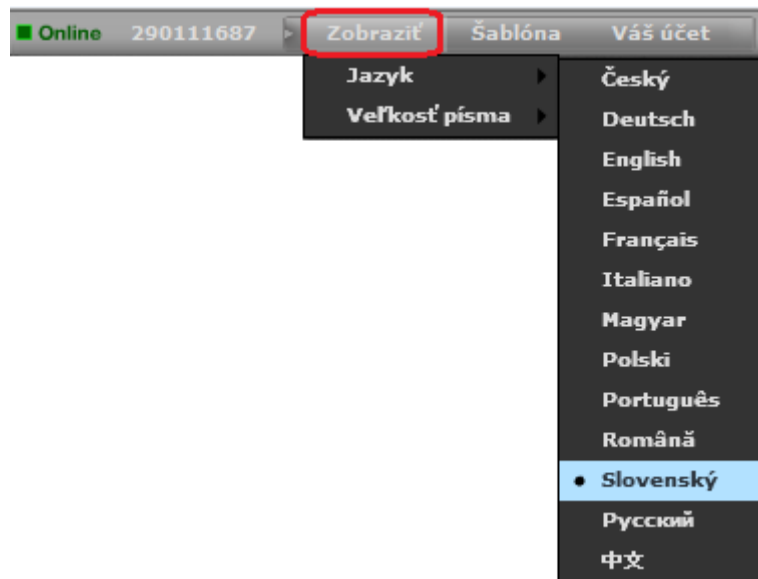 Online 290111687 Zobraziť Šablóna Váš účet
Jazyk
Veľkosť písma
Český
Deutsch
English
Español
Français
Italiano
Magyar
Polski
Português
Română
Slovenský
Русский
中文